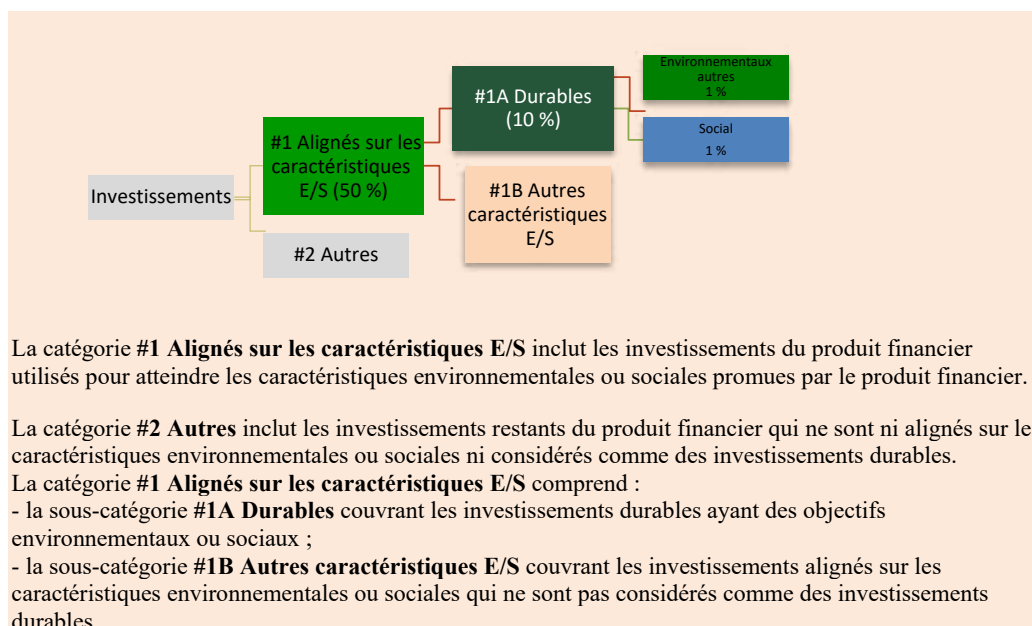 Environnementaux
autres
1 %
#1A Durables
(10 %)
Social
1 %
#1 Alignés sur les
caractéristiques
E/S (50 %)
#1B Autres
caractéristiques
E/S
Investissements
#2 Autres
La catégorie #1 Alignés sur les caractéristiques E/S inclut les investissements du produit financier
utilisés pour atteindre les caractéristiques environnementales ou sociales promues par le produit financier.
La catégorie #2 Autres inclut les investissements restants du produit financier qui ne sont ni alignés sur le
caractéristiques environnementales ou sociales ni considérés comme des investissements durables.
La catégorie #1 Alignés sur les caractéristiques E/S comprend :
- la sous-catégorie #1A Durables couvrant les investissements durables ayant des objectifs
environnementaux ou sociaux ;
- la sous-catégorie #1B Autres caractéristiques E/S couvrant les investissements alignés sur les
caractéristiques environnementales ou sociales qui ne sont pas considérés comme des investissements
durables